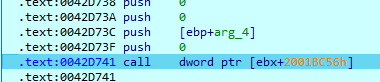 .text:0042D738 push 0
.text:0042D73A push 0
.text:0042D73C push [ebp+arg_4]
.text:0042D73F push 0
.text:0042D741 call dword ptr [ebx+2001BC56h]
.text:0042D741